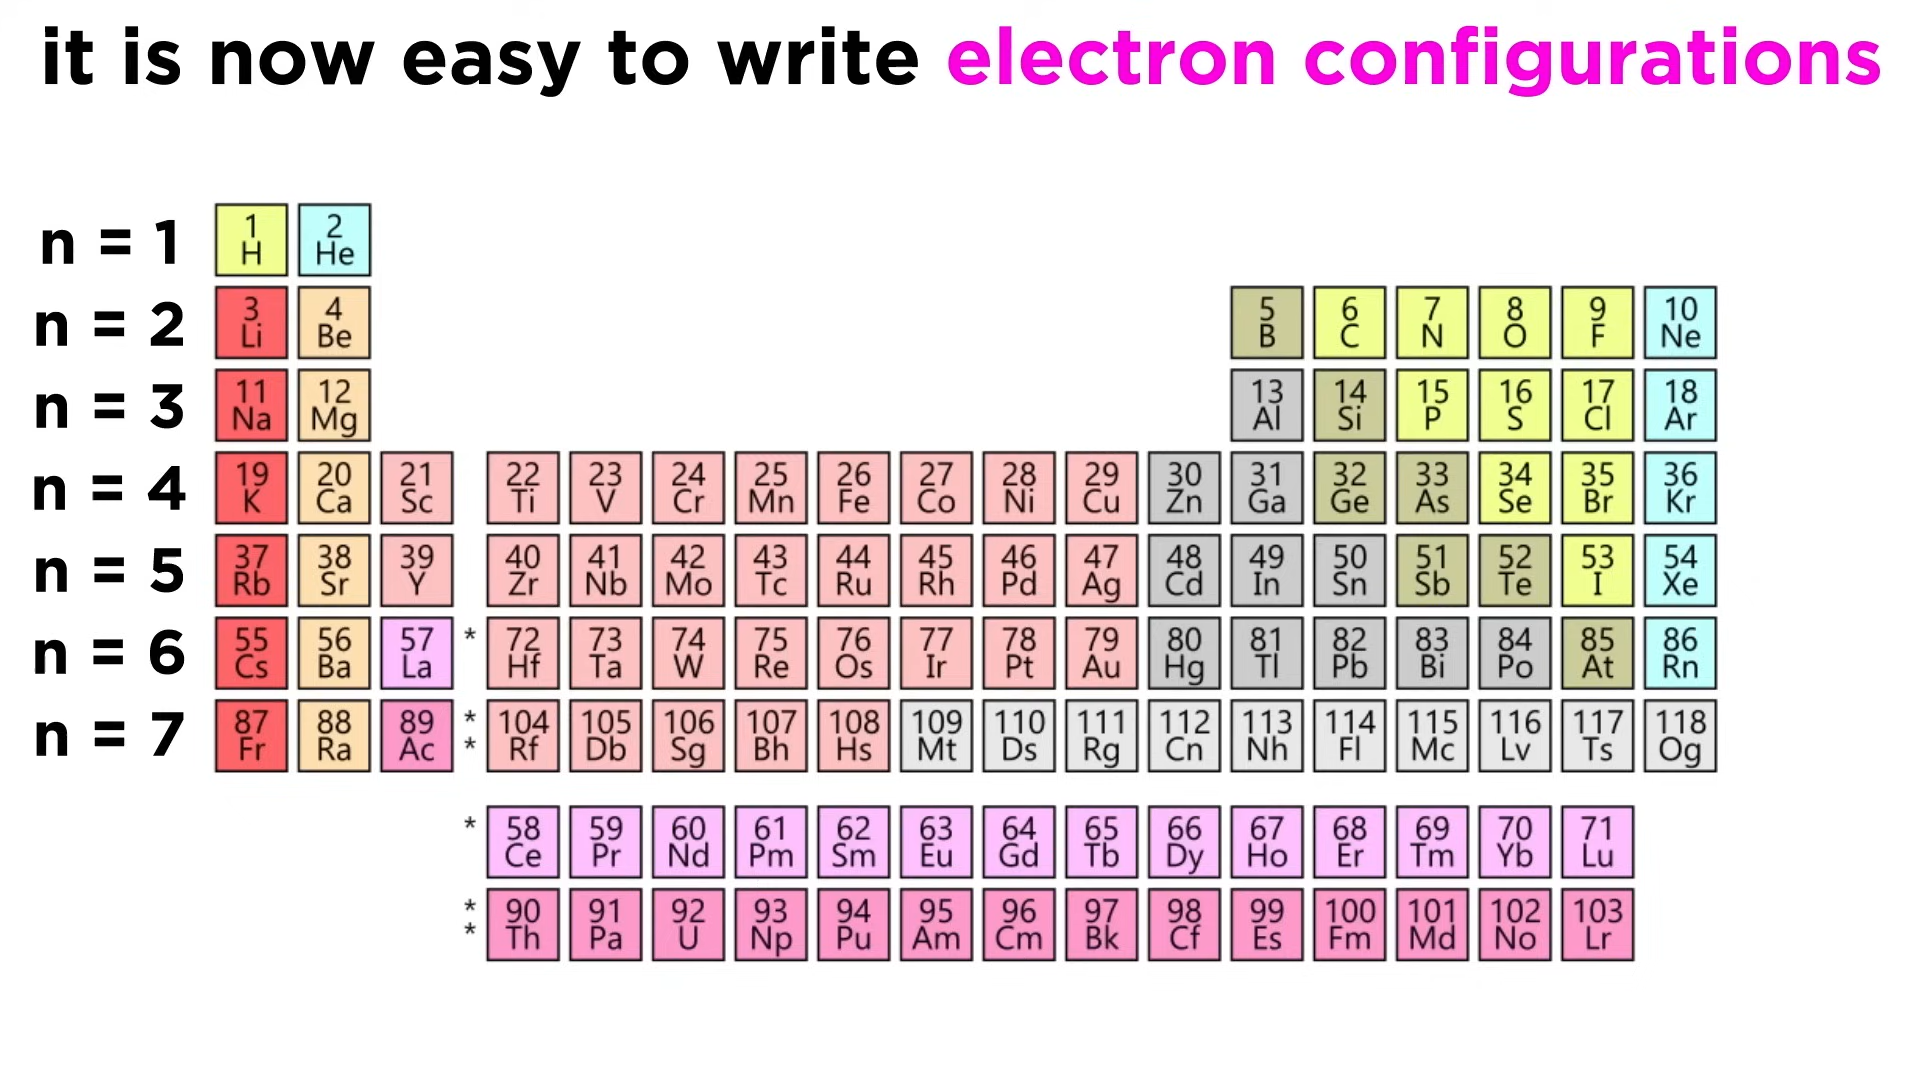 it is now easy to write electron configurations
n = 1 1 H 2 He
n = 2 3 Li 4 Be 5 B 6 C 7 N 8 O 9 F 10 Ne
n = 3 11 Na 12 Mg 13 Al 14 Si 15 P 16 S 17 Cl 18 Ar
n = 4 19 K 20 Ca 21 Sc 22 Ti 23 V 24 Cr 25 Mn 26 Fe 27 Co 28 Ni 29 Cu 30 Zn 31 Ga 32 Ge 33 As 34 Se 35 Br 36 Kr
n = 5 37 Rb 38 Sr 39 Y 40 Zr 41 Nb 42 Mo 43 Tc 44 Ru 45 Rh 46 Pd 47 Ag 48 Cd 49 In 50 Sn 51 Sb 52 Te 53 I 54 Xe
n = 6 55 Cs 56 Ba 57 La * 72 Hf 73 Ta 74 W 75 Re 76 Os 77 Ir 78 Pt 79 Au 80 Hg 81 Tl 82 Pb 83 Bi 84 Po 85 At 86 Rn
n = 7 87 Fr 88 Ra 89 Ac * * 104 Rf 105 Db 106 Sg 107 Bh 108 Hs 109 Mt 110 Ds 111 Rg 112 Cn 113 Nh 114 Fl 115 Mc 116 Lv 117 Ts 118 Og
* 58 Ce 59 Pr 60 Nd 61 Pm 62 Sm 63 Eu 64 Gd 65 Tb 66 Dy 67 Ho 68 Er 69 Tm 70 Yb 71 Lu
* * 90 Th 91 Pa 92 U 93 Np 94 Pu 95 Am 96 Cm 97 Bk 98 Cf 99 Es 100 Fm 101 Md 102 No 103 Lr